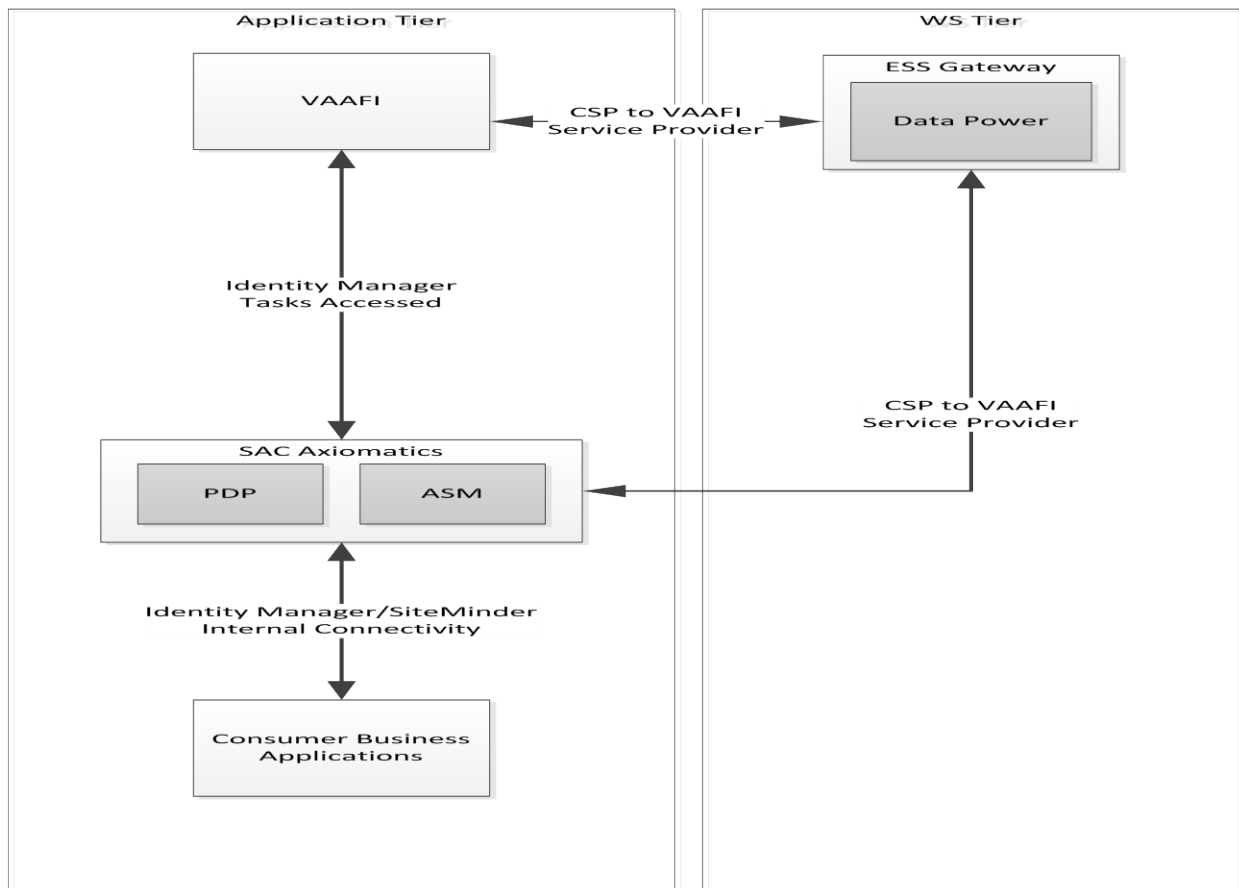 Application Tier
WS Tier
VAAFI
ESS Gateway
Data Power
CSP to VAAFI
Service Provider
Identity Manager
Tasks Accessed
CSP to VAAFI
Service Provider
SAC Axiomatics
PDP
ASM
Identity Manager/SiteMinder
Internal Connectivity
Consumer Business
Applications